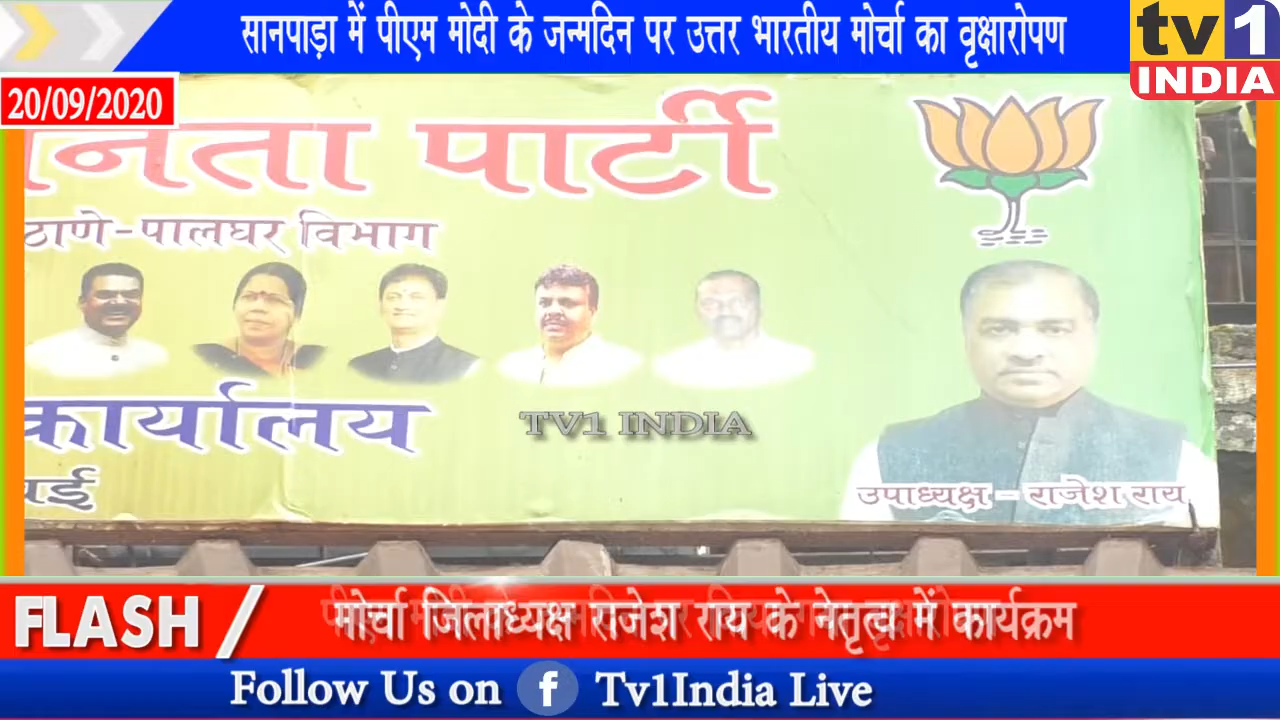 सानपाड़ा में पीएम मोदी के जन्मदिन पर उत्तर भारतीय मोर्चा का वृक्षारोपण
tv1
INDIA
20/09/2020
नता पार्टी
ठाणे-पालघर विभाग
कार्यालय
TV1 INDIA
बई
उपाध्यक्ष - राजेश राय
FLASH / मोर्चा जिलाध्यक्ष राजेश राय के नेतृत्व में कार्यक्रम
Follow Us on f Tv1India Live